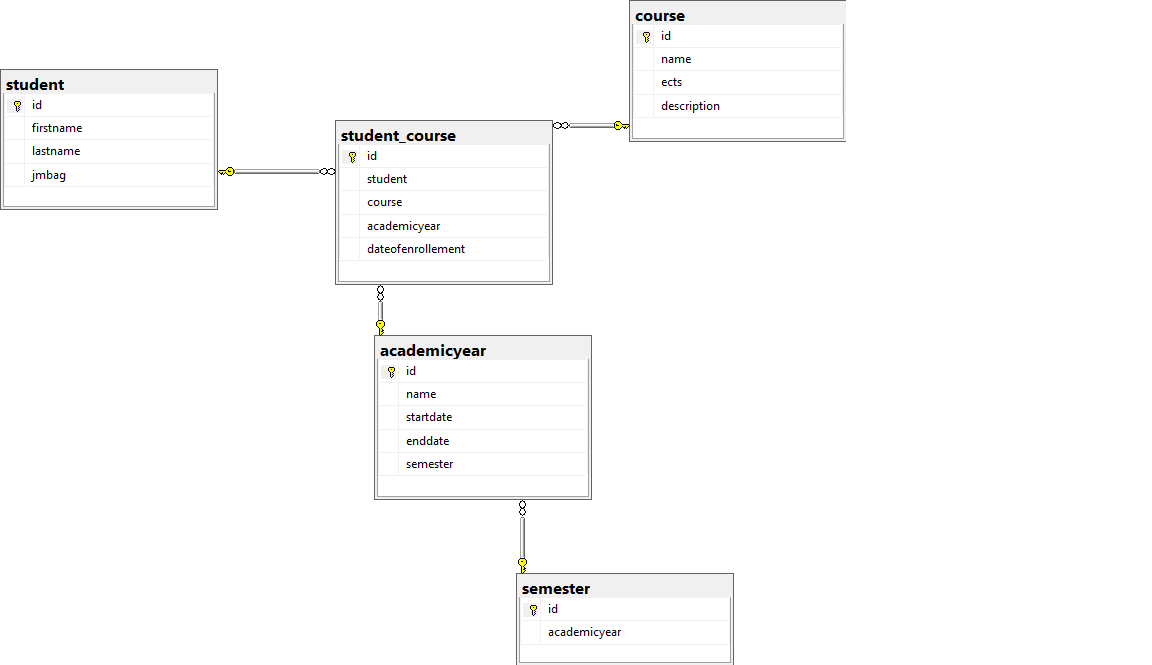 course
id
name
ects
description
student
id
firstname
lastname
jmbag
student_course
id
student
course
academicyear
dateofenrollement
academicyear
id
name
startdate
enddate
semester
semester
id
academicyear